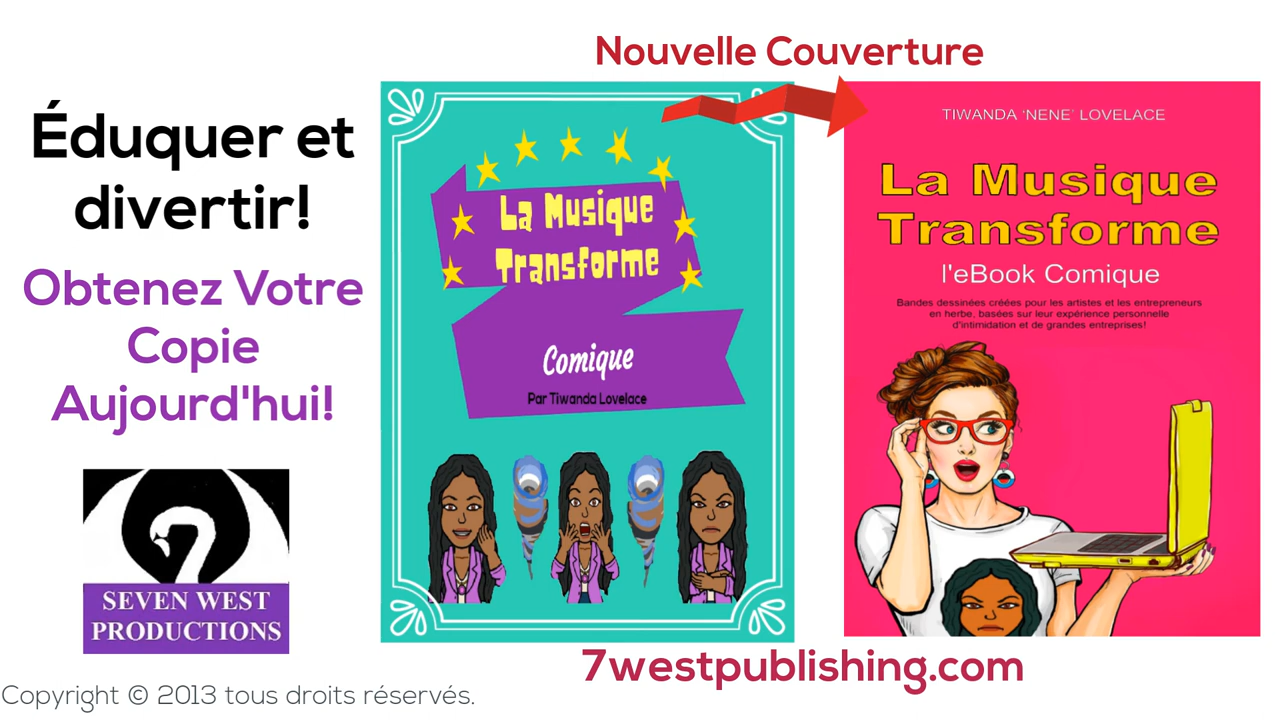 Nouvelle Couverture
Éduquer et
divertir!
Obtenez Votre
Copie
Aujourd'hui!
SEVEN WEST
PRODUCTIONS
La Musique
Transforme
Comique
Par Tiwanda Lovelace
TIWANDA ‘NENE’ LOVELACE
La Musique
Transforme
l'eBook Comique
Bandes dessinées créées pour les artistes et les entrepreneurs
en herbe, basées sur leur expérience personnelle
d'intimidation et de grandes entreprises!
7westpublishing.com
Copyright © 2013 tous droits réservés.